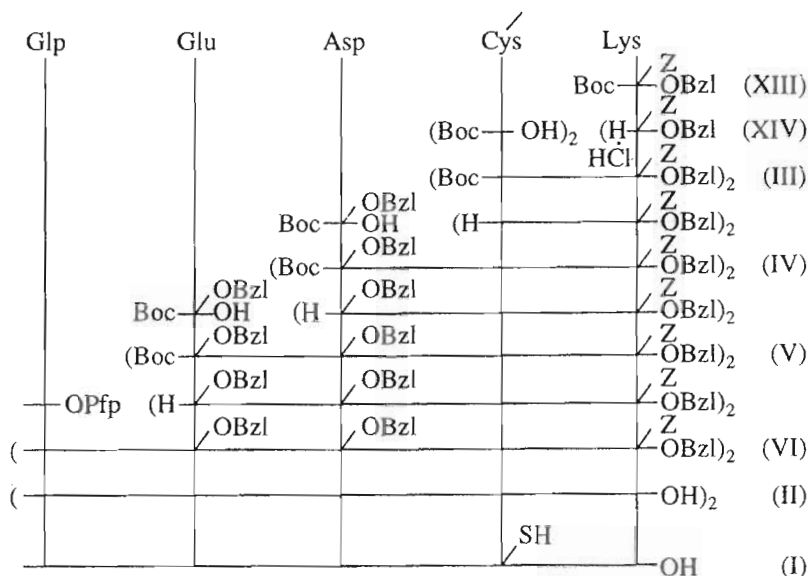 Glp Glu Asp Cys Lys
Z
Boc OBzl (XIII)
Z
(Boc OH)₂ (H OBzl (XIV)
HCl
Z
(Boc OBzl)₂ (III)
OBzl
Z
Boc OH (H OBzl)₂
OBzl
Z
(Boc OBzl)₂ (IV)
OBzl OBzl
Z
Boc OH (H OBzl)₂
OBzl OBzl
Z
(Boc OBzl)₂ (V)
OBzl OBzl
Z
OPfp (H OBzl)₂
OBzl OBzl
Z
( OBzl)₂ (VI)
( OH)₂ (II)
SH
OH (I)